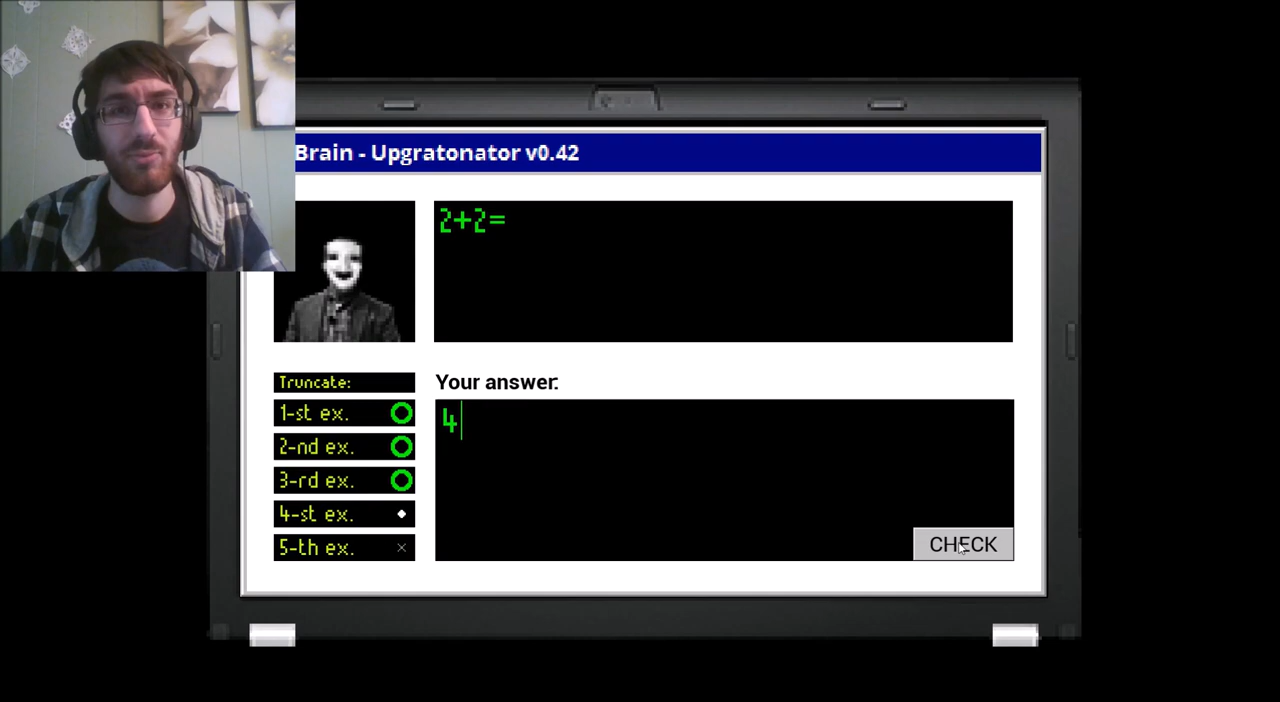 Brain - Upgratonator v0.42
2+2=
Truncate:
1-st ex.
2-nd ex.
3-rd ex.
4-st ex.
5-th ex.
Your answer:
4
CHECK